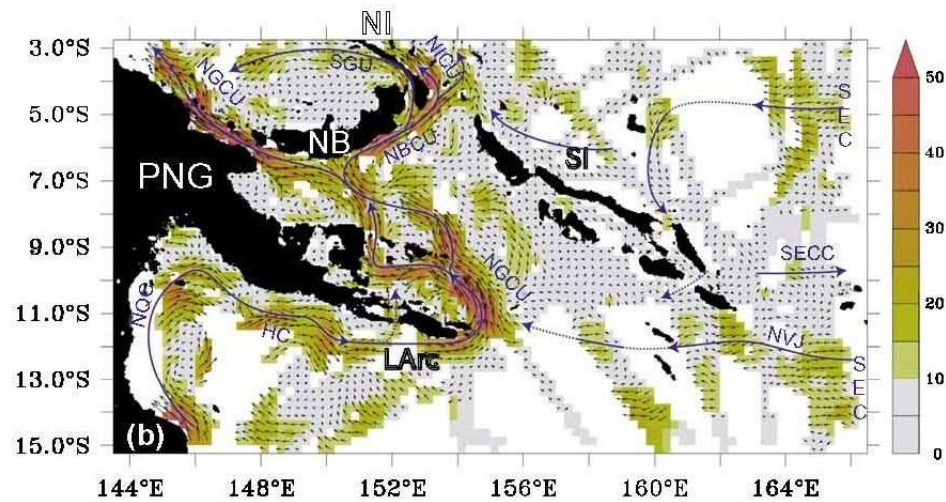 NI
3.0°S
5.0°S
7.0°S
9.0°S
11.0°S
13.0°S
15.0°S
NGCU
SGU
NICU
NB
NBCU
PNG
SI
S
E
C
SECC
NGCU
NQC
HC
LArc
NVJ
S
E
C
(b)
144°E
148°E
152°E
156°E
160°E
164°E
50
40
30
20
10
0